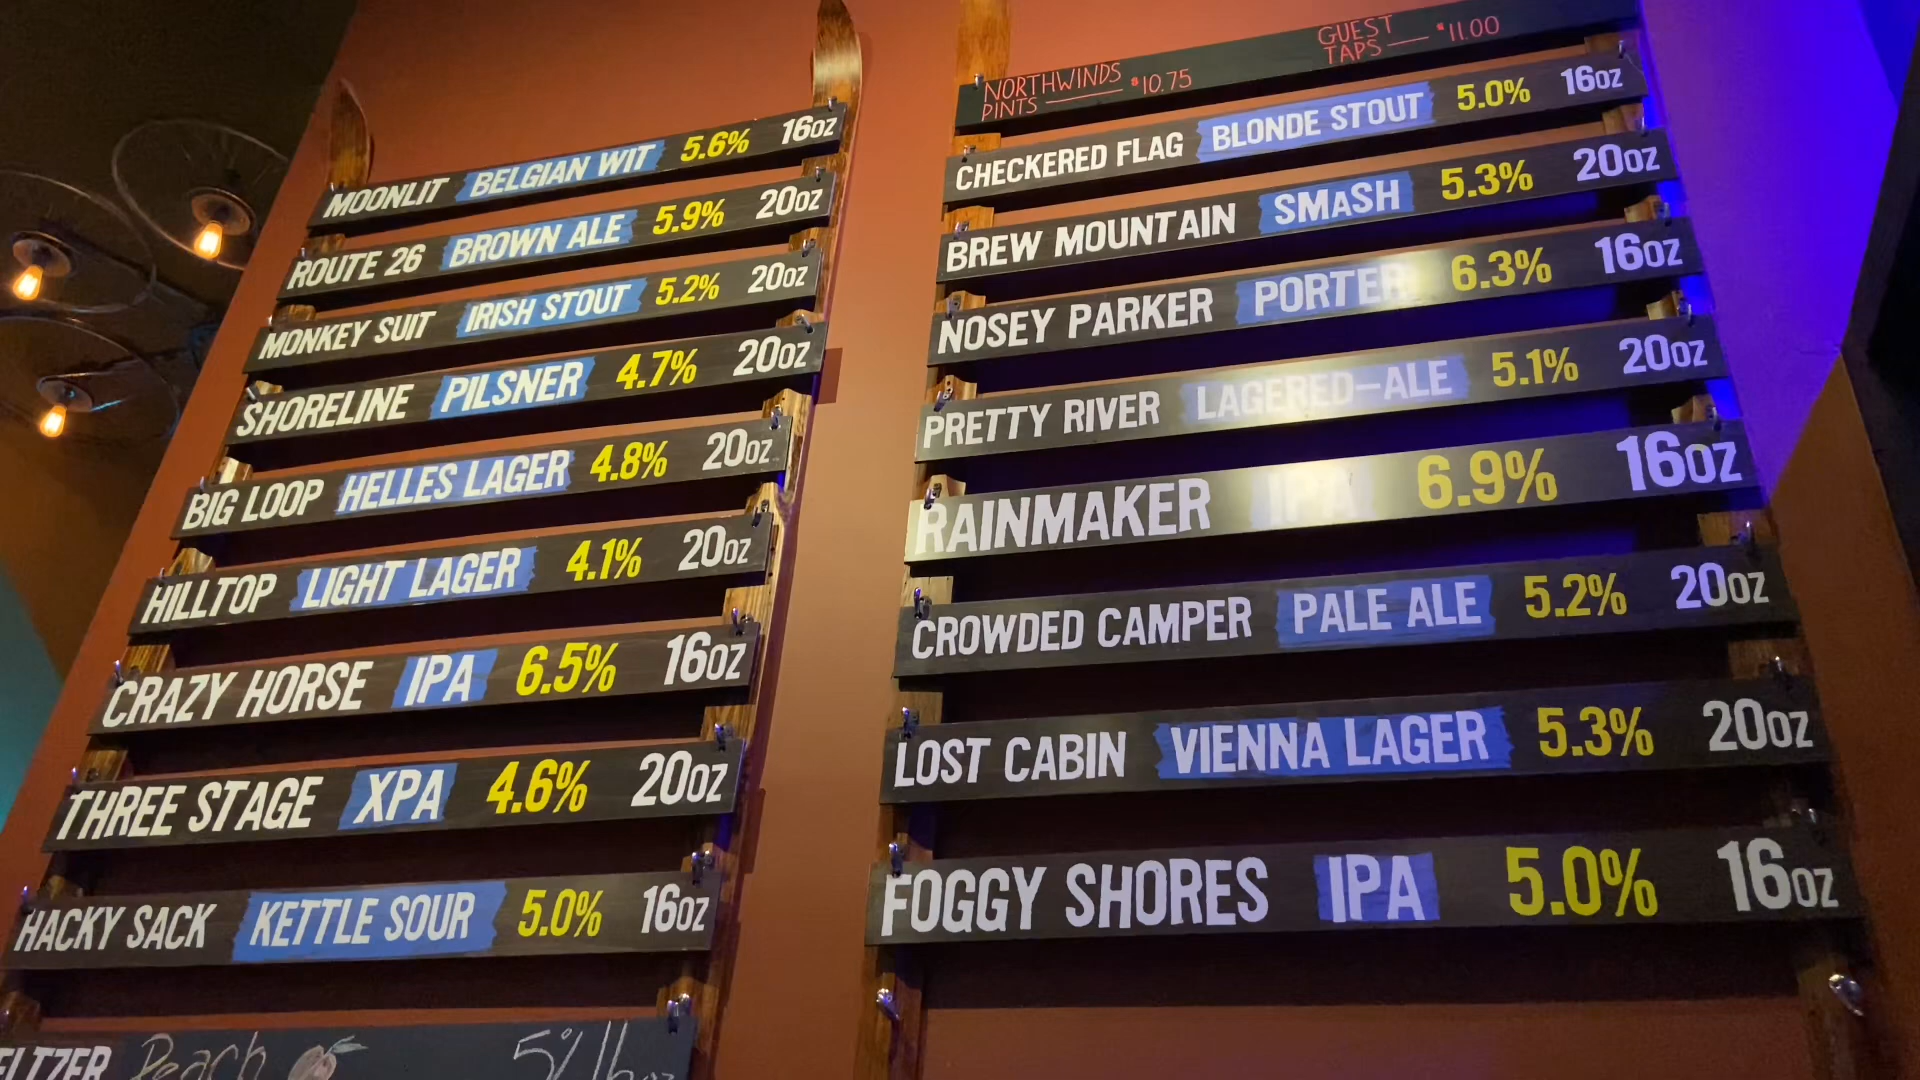 MOONLIT BELGIAN WIT 5.6% 16oz
ROUTE 26 BROWN ALE 5.9% 20oz
MONKEY SUIT IRISH STOUT 5.2% 20oz
SHORELINE PILSNER 4.7% 20oz
BIG LOOP HELLES LAGER 4.8% 20oz
HILLTOP LIGHT LAGER 4.1% 20oz
CRAZY HORSE IPA 6.5% 16oz
THREE STAGE XPA 4.6% 20oz
HACKY SACK KETTLE SOUR 5.0% 16oz
ELTZER Peach 5% 16oz
NORTHWINDS PINTS — $10.75
GUEST TAPS — $11.00
CHECKERED FLAG BLONDE STOUT 5.0% 16oz
BREW MOUNTAIN SMASH 5.3% 20oz
NOSEY PARKER PORTER 6.3% 16oz
PRETTY RIVER LAGERED-ALE 5.1% 20oz
RAINMAKER IPA 6.9% 16oz
CROWDED CAMPER PALE ALE 5.2% 20oz
LOST CABIN VIENNA LAGER 5.3% 20oz
FOGGY SHORES IPA 5.0% 16oz